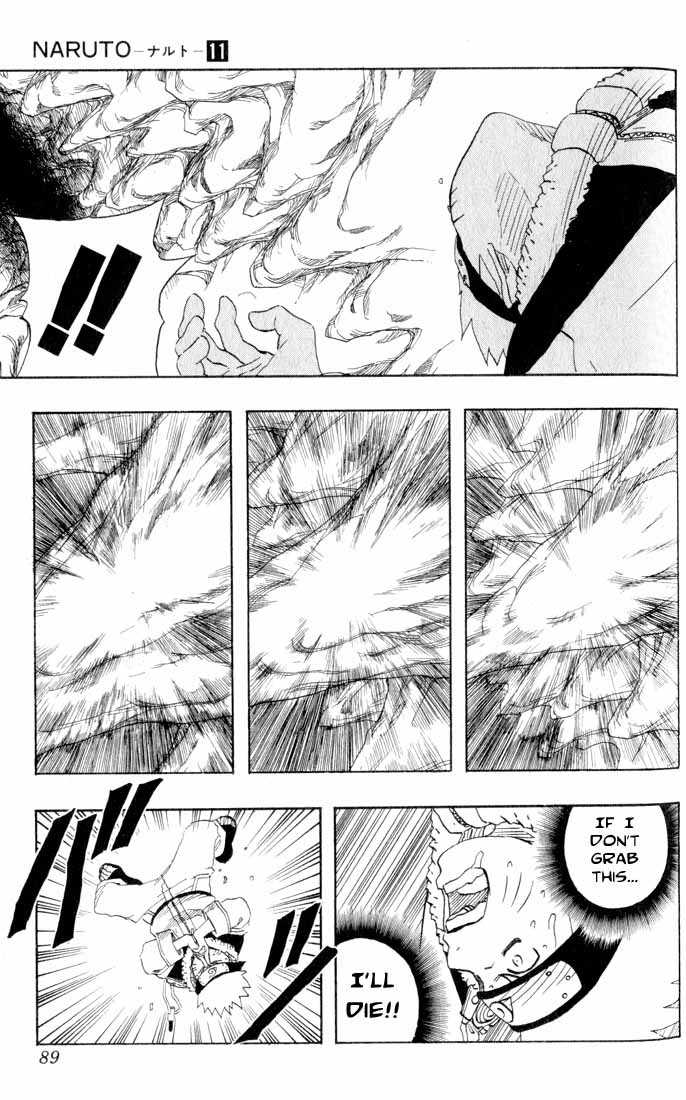 NARUTO—ナルト—11
!!
IF I
DON'T
GRAB
THIS...
I'LL
DIE!!
89